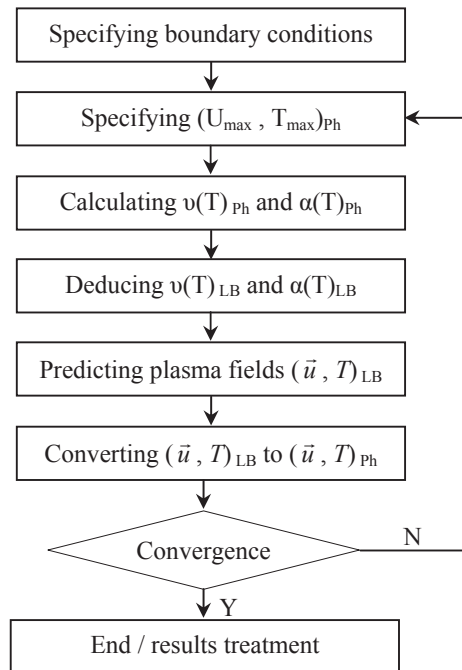 Specifying boundary conditions
Specifying (U_max , T_max)_Ph
Calculating υ(T)_Ph and α(T)_Ph
Deducing υ(T)_LB and α(T)_LB
Predicting plasma fields (u⃗ , T)_LB
Converting (u⃗ , T)_LB to (u⃗ , T)_Ph
Convergence
N
Y
End / results treatment